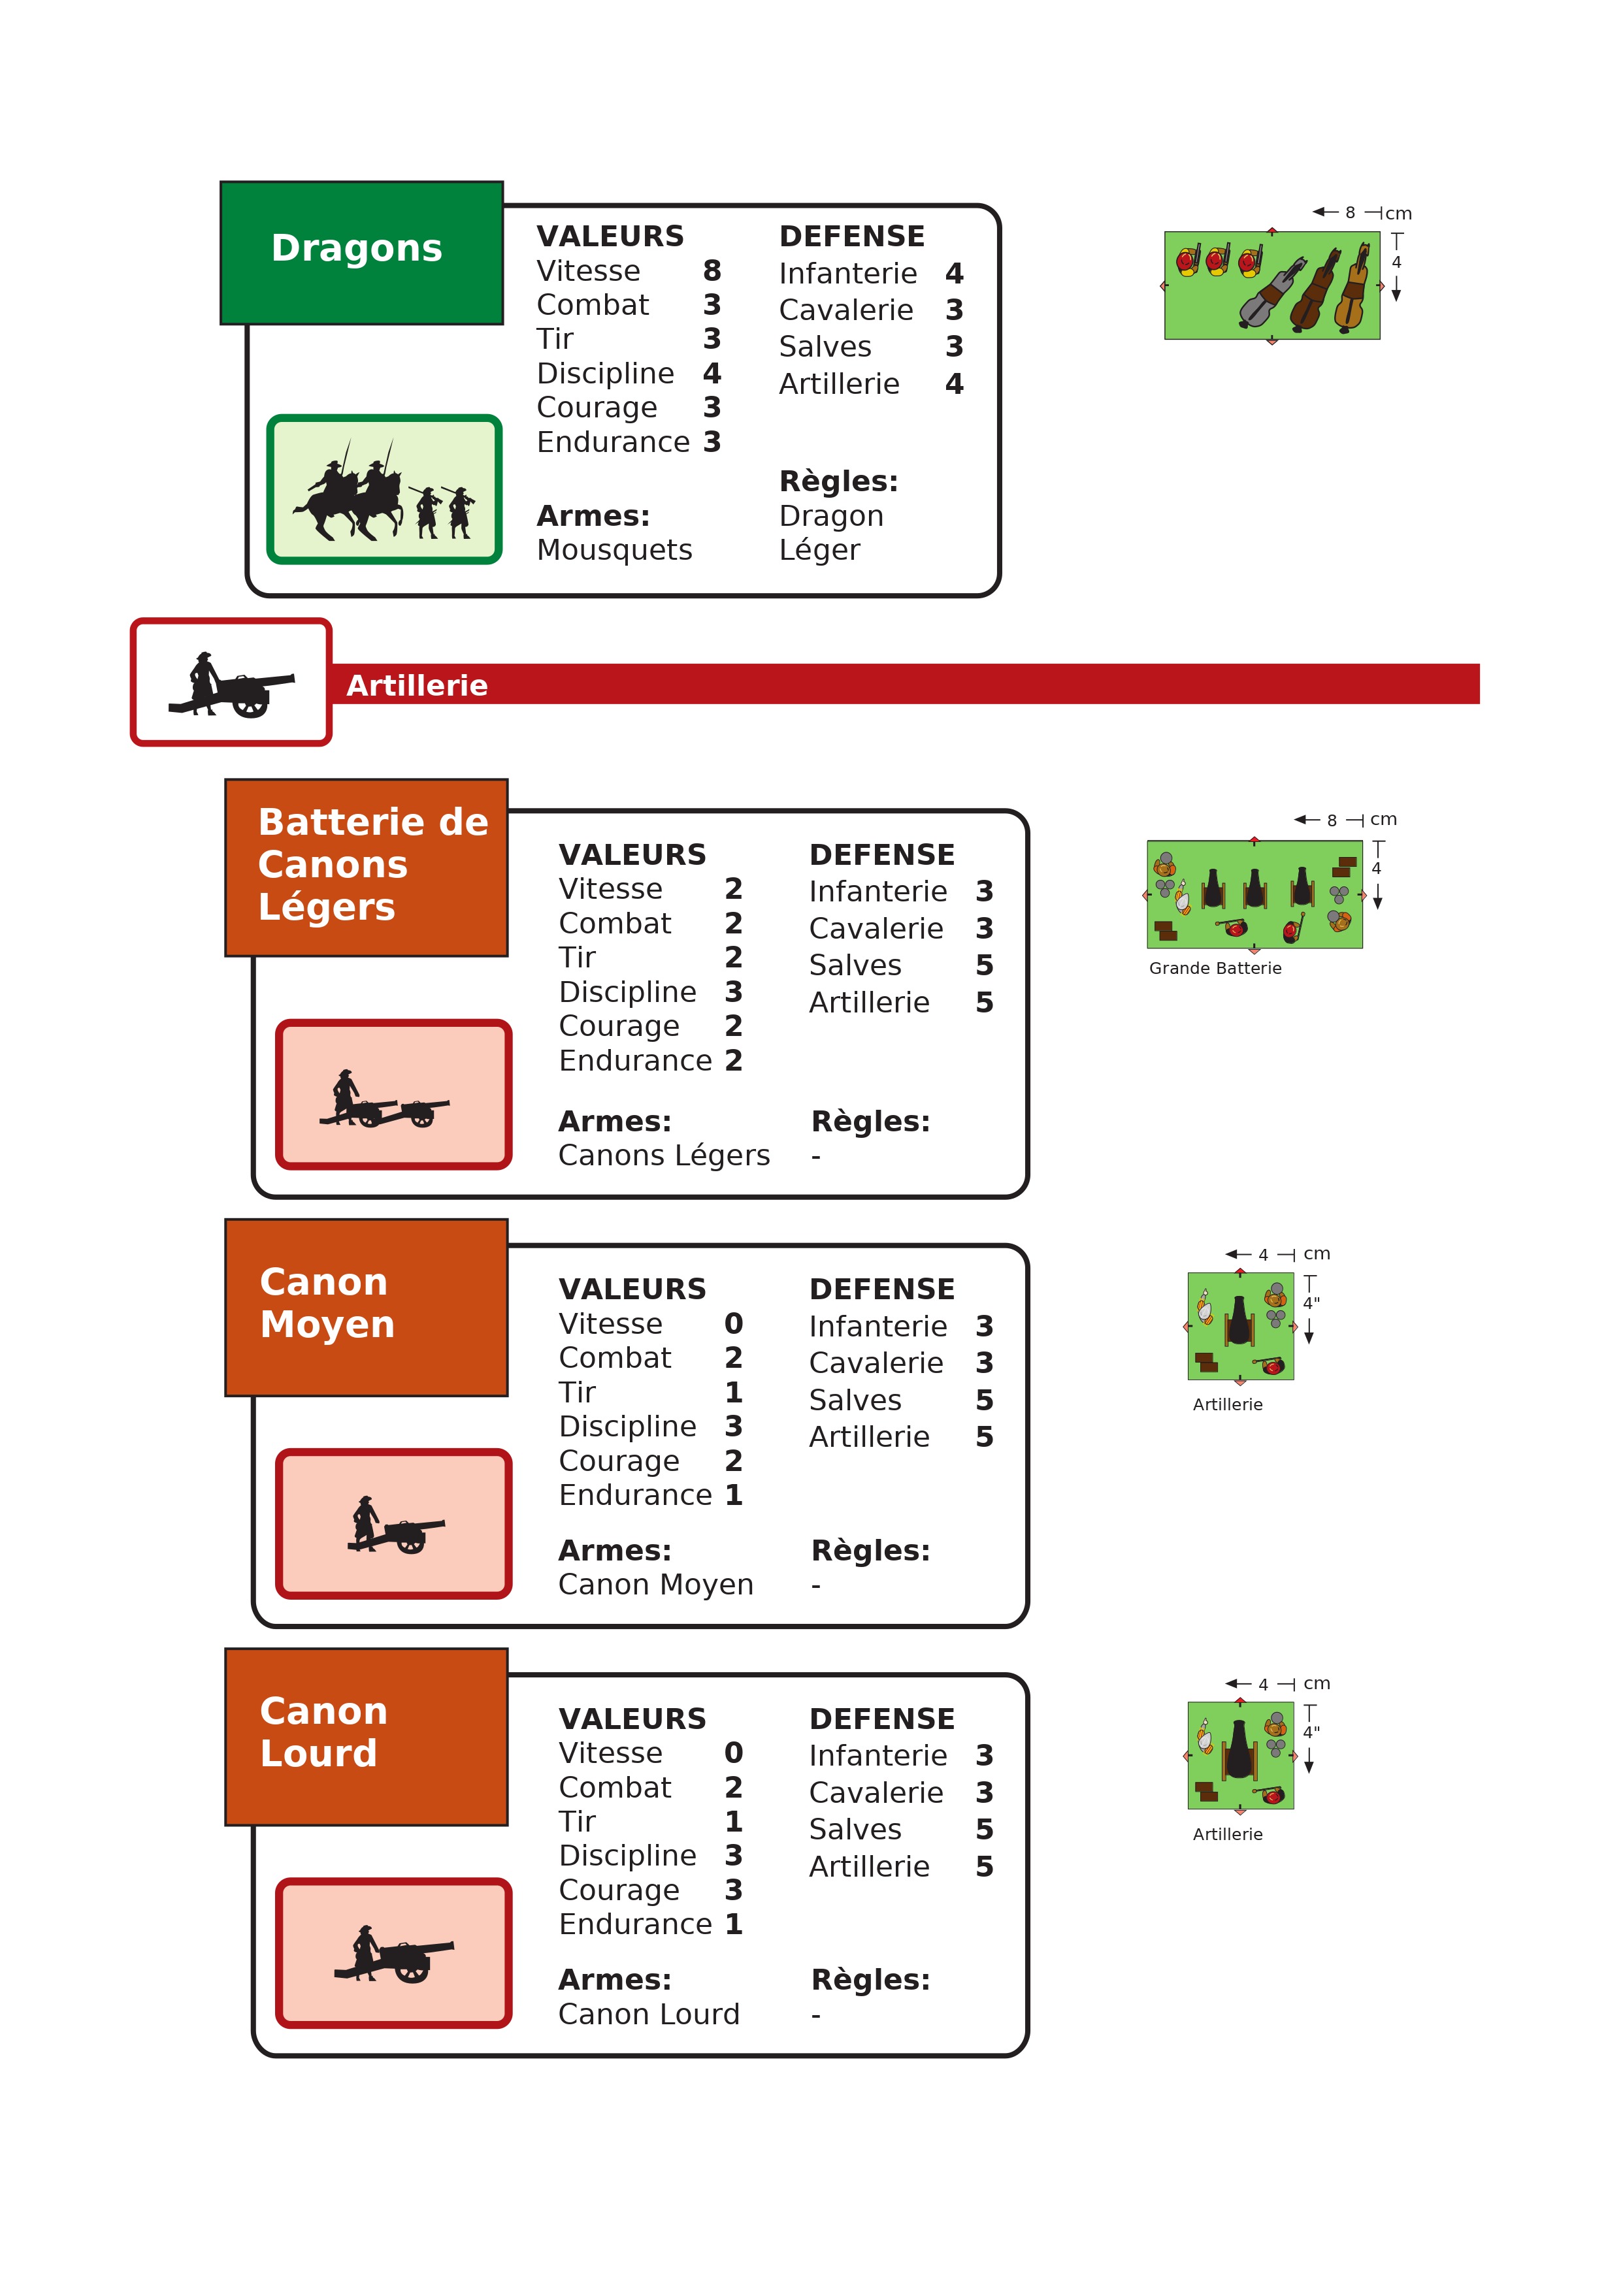 Dragons
VALEURS
Vitesse 8
Combat 3
Tir 3
Discipline 4
Courage 3
Endurance 3
Armes:
Mousquets
DEFENSE
Infanterie 4
Cavalerie 3
Salves 3
Artillerie 4
Règles:
Dragon
Léger
8 cm
4
Artillerie
Batterie de
Canons
Légers
VALEURS
Vitesse 2
Combat 2
Tir 2
Discipline 3
Courage 2
Endurance 2
Armes:
Canons Légers
DEFENSE
Infanterie 3
Cavalerie 3
Salves 5
Artillerie 5
Règles:
-
8 cm
4
Grande Batterie
Canon
Moyen
VALEURS
Vitesse 0
Combat 2
Tir 1
Discipline 3
Courage 2
Endurance 1
Armes:
Canon Moyen
DEFENSE
Infanterie 3
Cavalerie 3
Salves 5
Artillerie 5
Règles:
-
4 cm
4"
Artillerie
Canon
Lourd
VALEURS
Vitesse 0
Combat 2
Tir 1
Discipline 3
Courage 3
Endurance 1
Armes:
Canon Lourd
DEFENSE
Infanterie 3
Cavalerie 3
Salves 5
Artillerie 5
Règles:
-
4 cm
4"
Artillerie